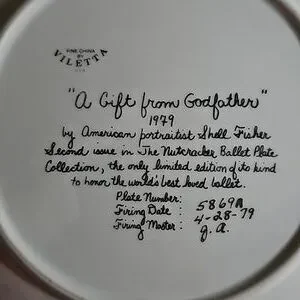 FINE CHINA
BY
VILETTA
U.S.A.
"A Gift from Godfather"
1979
by American portraitist Shell Fisher
Second issue in The Nutcracker Ballet Plate
Collection, the only limited edition of its kind
to honor the world's best loved ballet.
Plate Number: 5869A
Firing Date : 4-28-79
Firing Master: J. A.